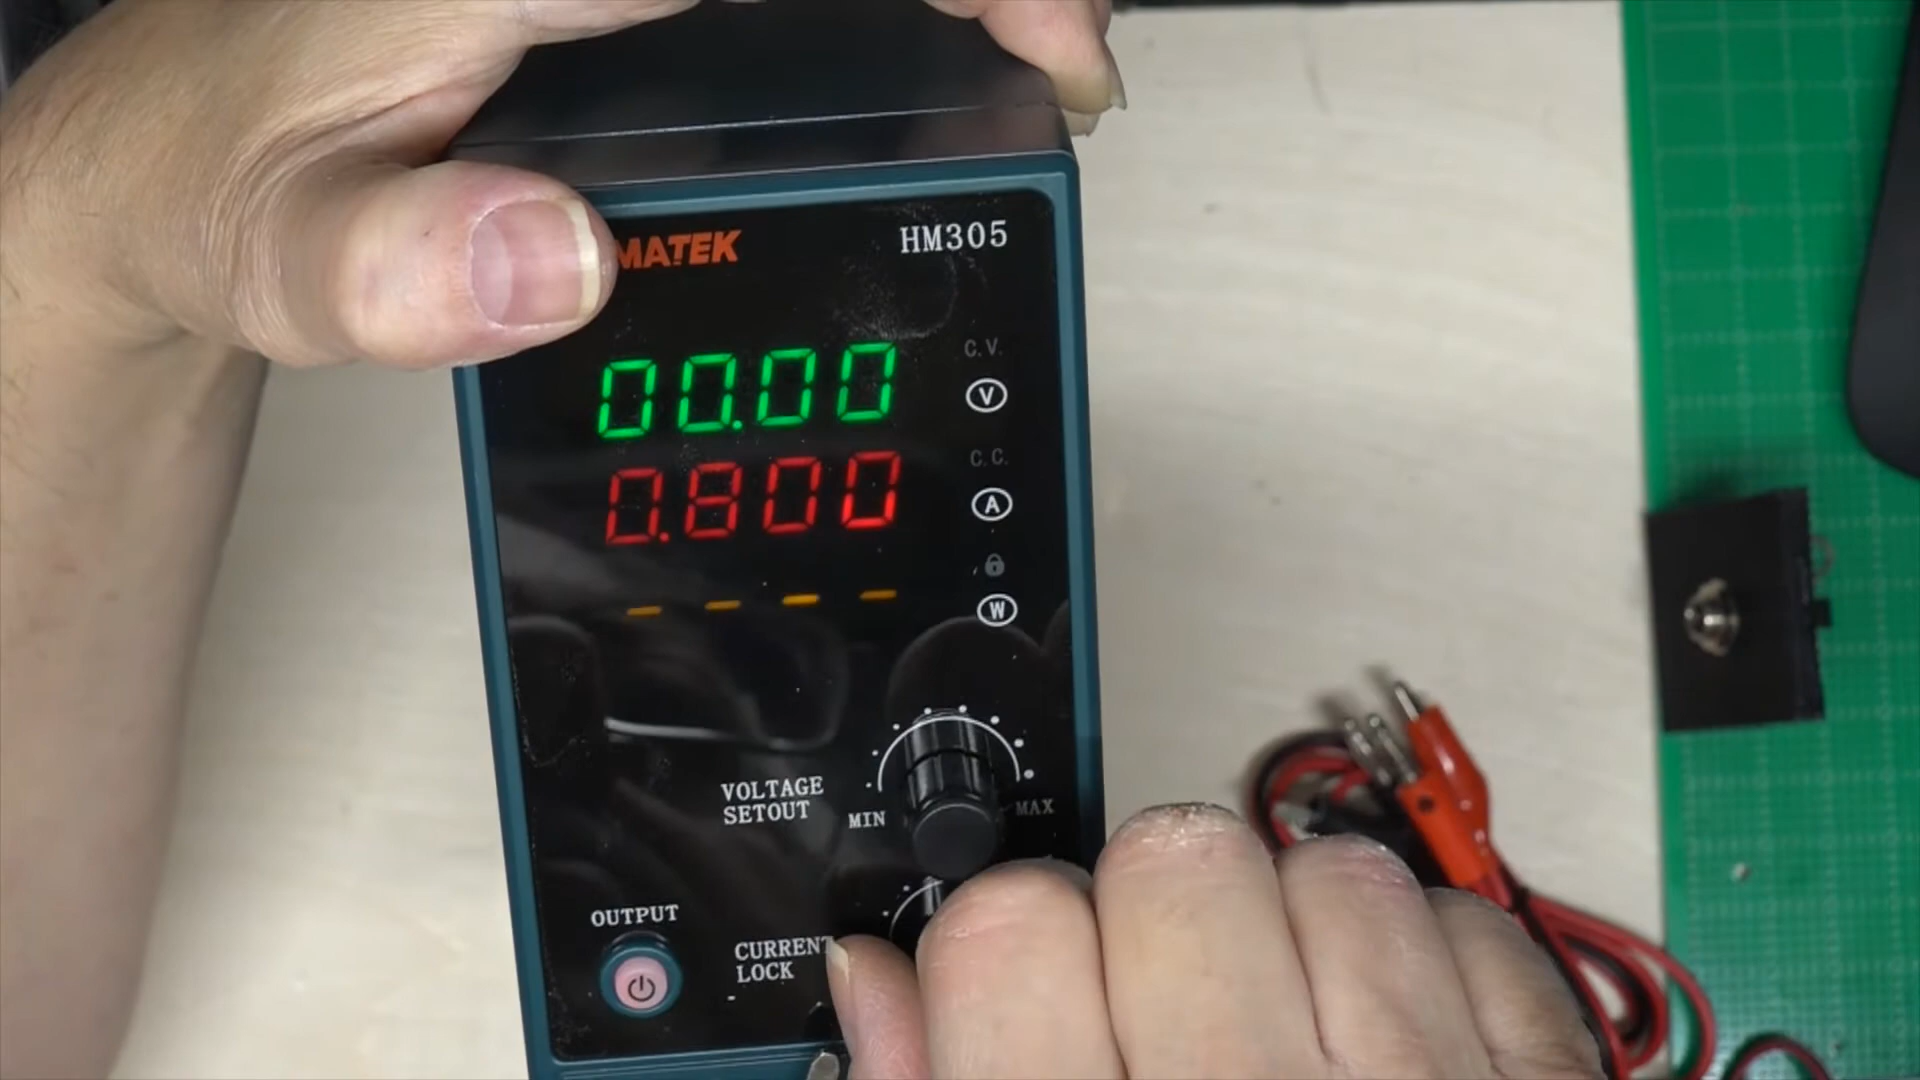 MATEK
HM305
C.V.
00.00
V
C.C.
0.800
A
- - - -
W
VOLTAGE
SETOUT
MIN
MAX
OUTPUT
CURRENT
LOCK